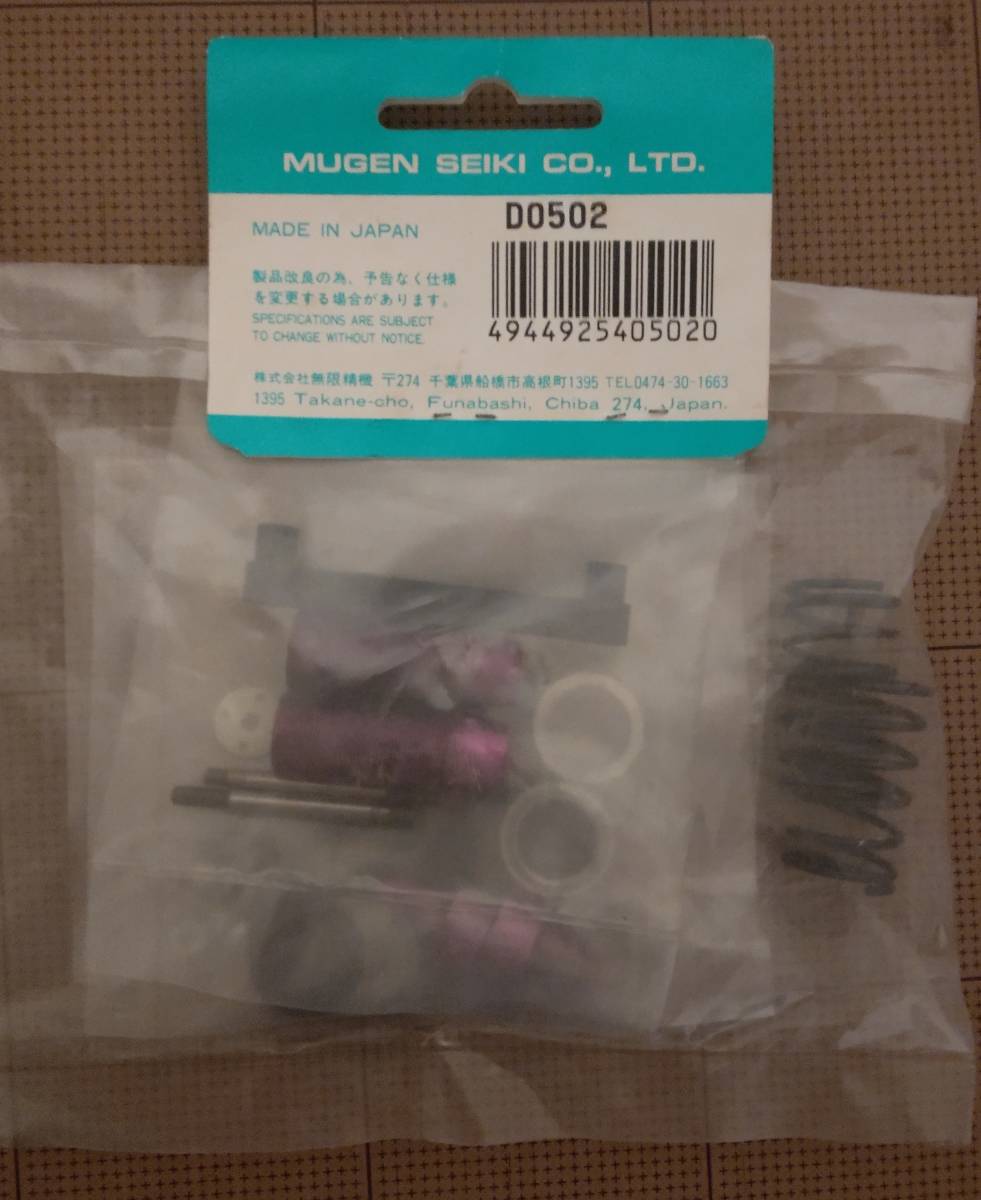 MUGEN SEIKI CO., LTD.
D0502
MADE IN JAPAN
製品改良の為、予告なく仕様
を変更する場合があります。
SPECIFICATIONS ARE SUBJECT
TO CHANGE WITHOUT NOTICE.
4944925405020
株式会社無限精機 〒274 千葉県船橋市高根町1395 TEL0474-30-1663
1395 Takane-cho, Funabashi, Chiba 274, Japan.